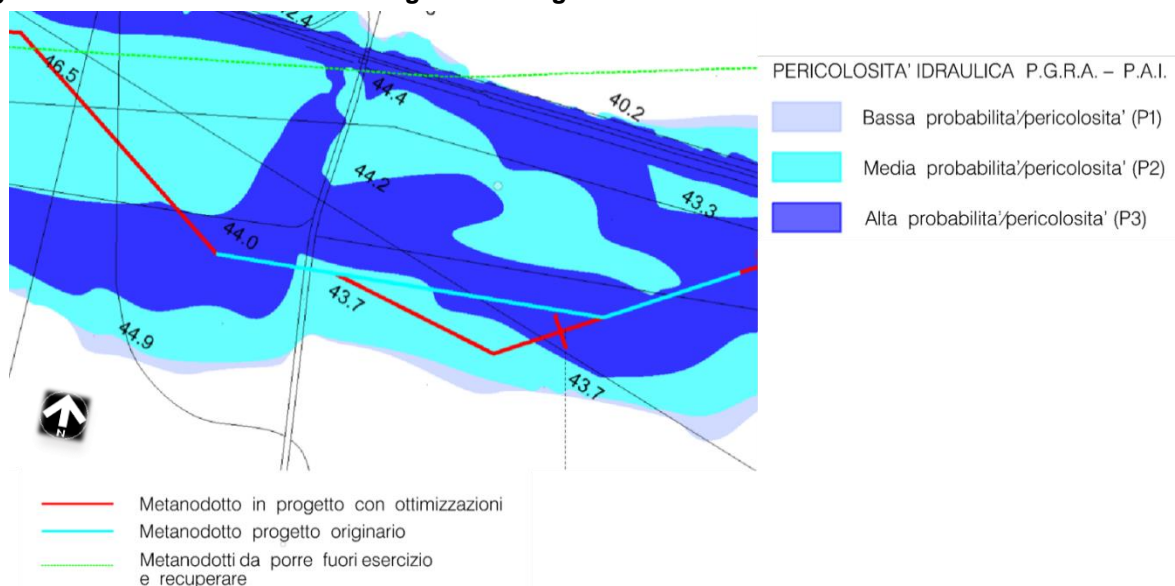 46.5
44.4
40.2
44.2
43.3
44.0
43.7
44.9
43.7
N
PERICOLOSITA' IDRAULICA P.G.R.A. – P.A.I.
Bassa probabilita'/pericolosita' (P1)
Media probabilita'/pericolosita' (P2)
Alta probabilita'/pericolosita' (P3)
Metanodotto in progetto con ottimizzazioni
Metanodotto progetto originario
Metanodotti da porre fuori esercizio
e recuperare